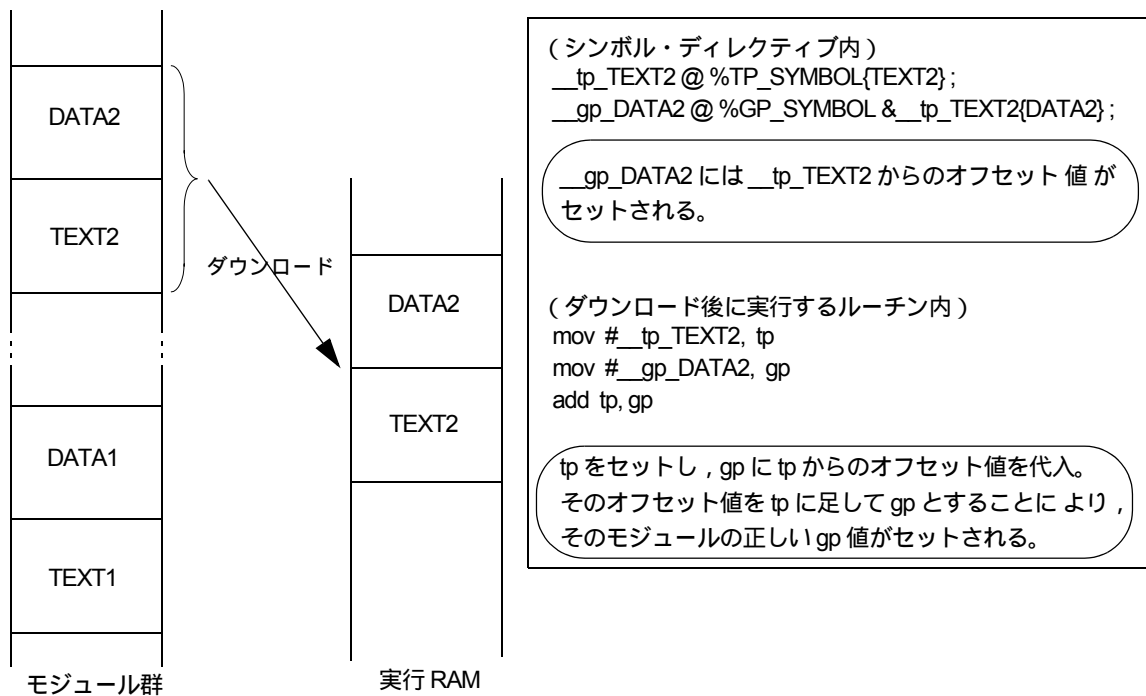 DATA2
TEXT2
DATA1
TEXT1
モジュール群
ダウンロード
DATA2
TEXT2
実行 RAM
(シンボル・ディレクティブ内)
__tp_TEXT2 @ %TP_SYMBOL{TEXT2} ;
__gp_DATA2 @ %GP_SYMBOL &__tp_TEXT2{DATA2} ;
__gp_DATA2 には __tp_TEXT2 からのオフセット 値 が
セットされる。
(ダウンロード後に実行するルーチン内)
mov #__tp_TEXT2, tp
mov #__gp_DATA2, gp
add tp, gp
tp をセットし,gp に tp からのオフセット値を代入。
そのオフセット値を tp に足して gp とすることに より,
そのモジュールの正しい gp 値がセットされる。